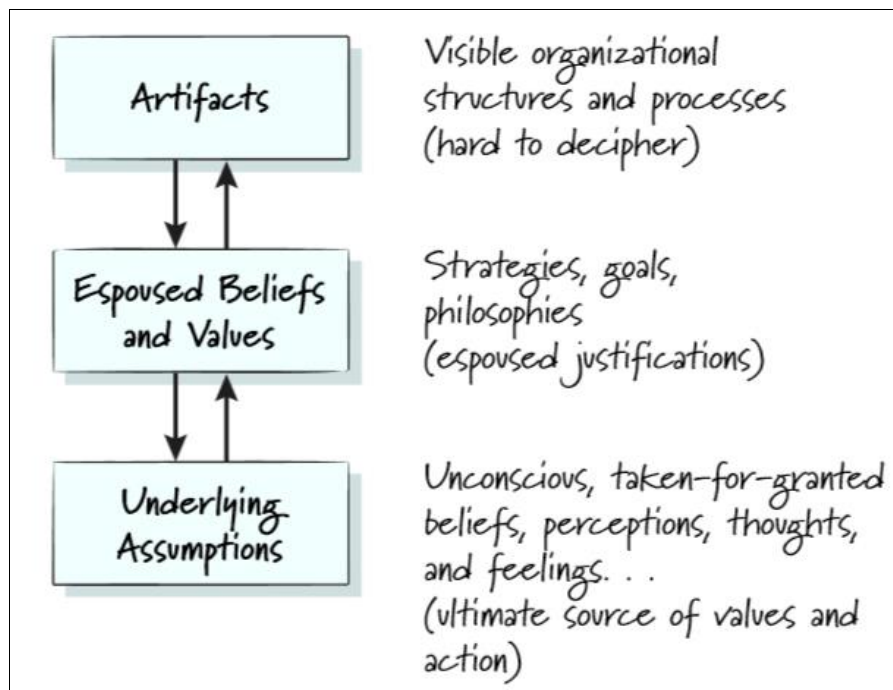 Artifacts
Visible organizational
structures and processes
(hard to decipher)
Espoused Beliefs
and Values
Strategies, goals,
philosophies
(espoused justifications)
Underlying
Assumptions
Unconscious, taken-for-granted
beliefs, perceptions, thoughts,
and feelings. . .
(ultimate source of values and
action)